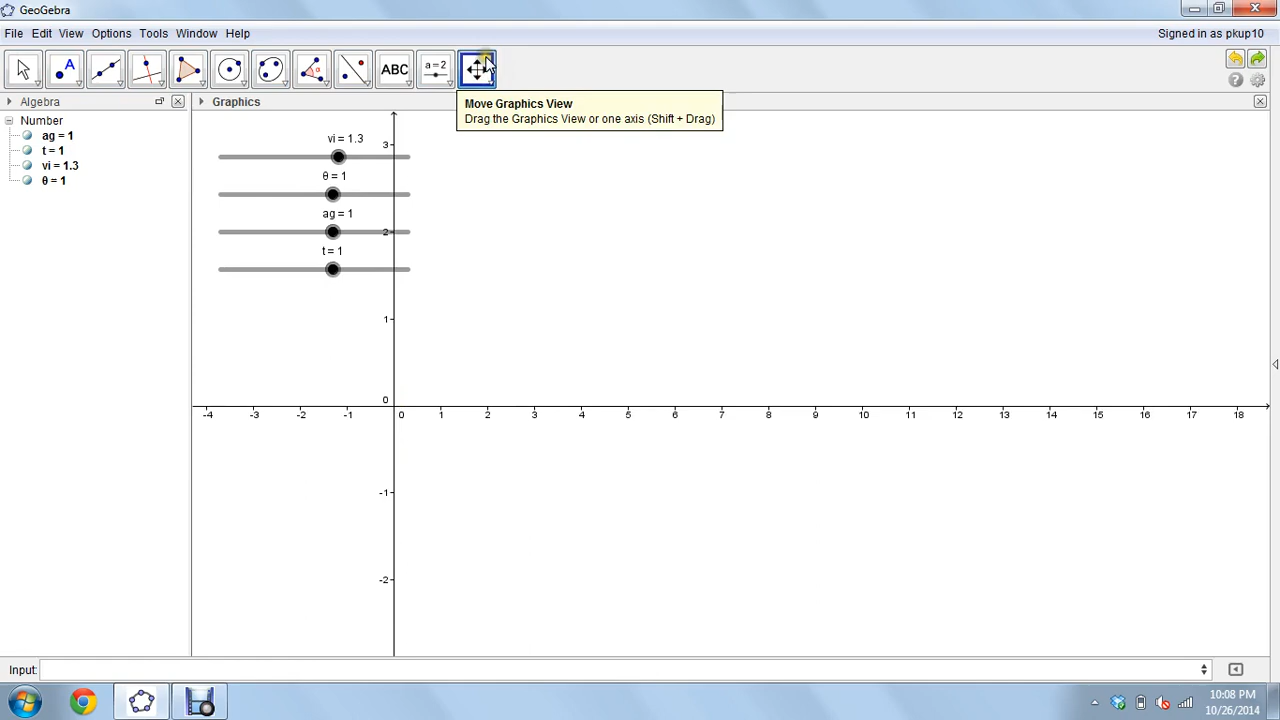 GeoGebra
File Edit View Options Tools Window Help
Signed in as pkup10
A
α
ABC
a = 2
Move Graphics View
Drag the Graphics View or one axis (Shift + Drag)
Algebra
Graphics
Number
ag = 1
t = 1
vi = 1.3
θ = 1
vi = 1.3
θ = 1
ag = 1
t = 1
3
2
1
0
-4 -3 -2 -1 0 1 2 3 4 5 6 7 8 9 10 11 12 13 14 15 16 17 18
-1
-2
Input:
10:08 PM
10/26/2014